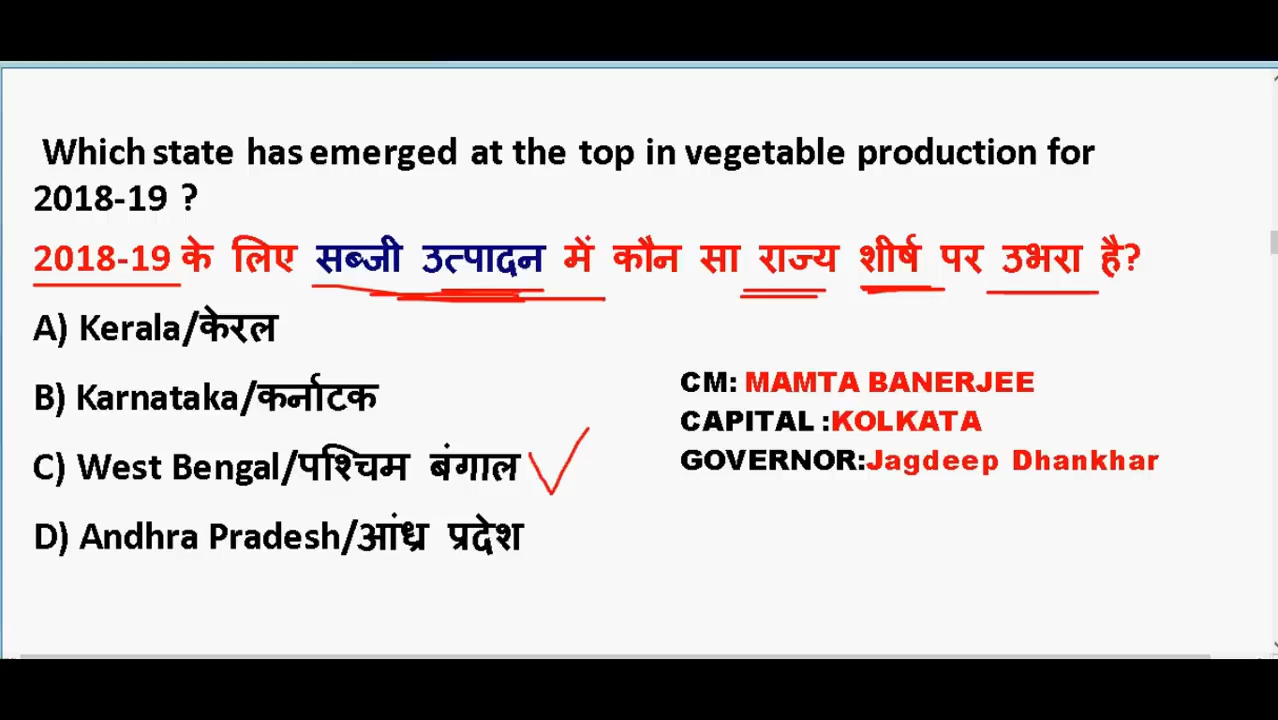 Which state has emerged at the top in vegetable production for
2018-19 ?
2018-19 के लिए सब्जी उत्पादन में कौन सा राज्य शीर्ष पर उभरा है?
A) Kerala/केरल
B) Karnataka/कर्नाटक
C) West Bengal/पश्चिम बंगाल
D) Andhra Pradesh/आंध्र प्रदेश
CM: MAMTA BANERJEE
CAPITAL :KOLKATA
GOVERNOR:Jagdeep Dhankhar